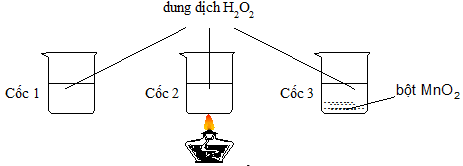 dung dịch H₂O₂
Cốc 1
Cốc 2
Cốc 3
bột MnO₂